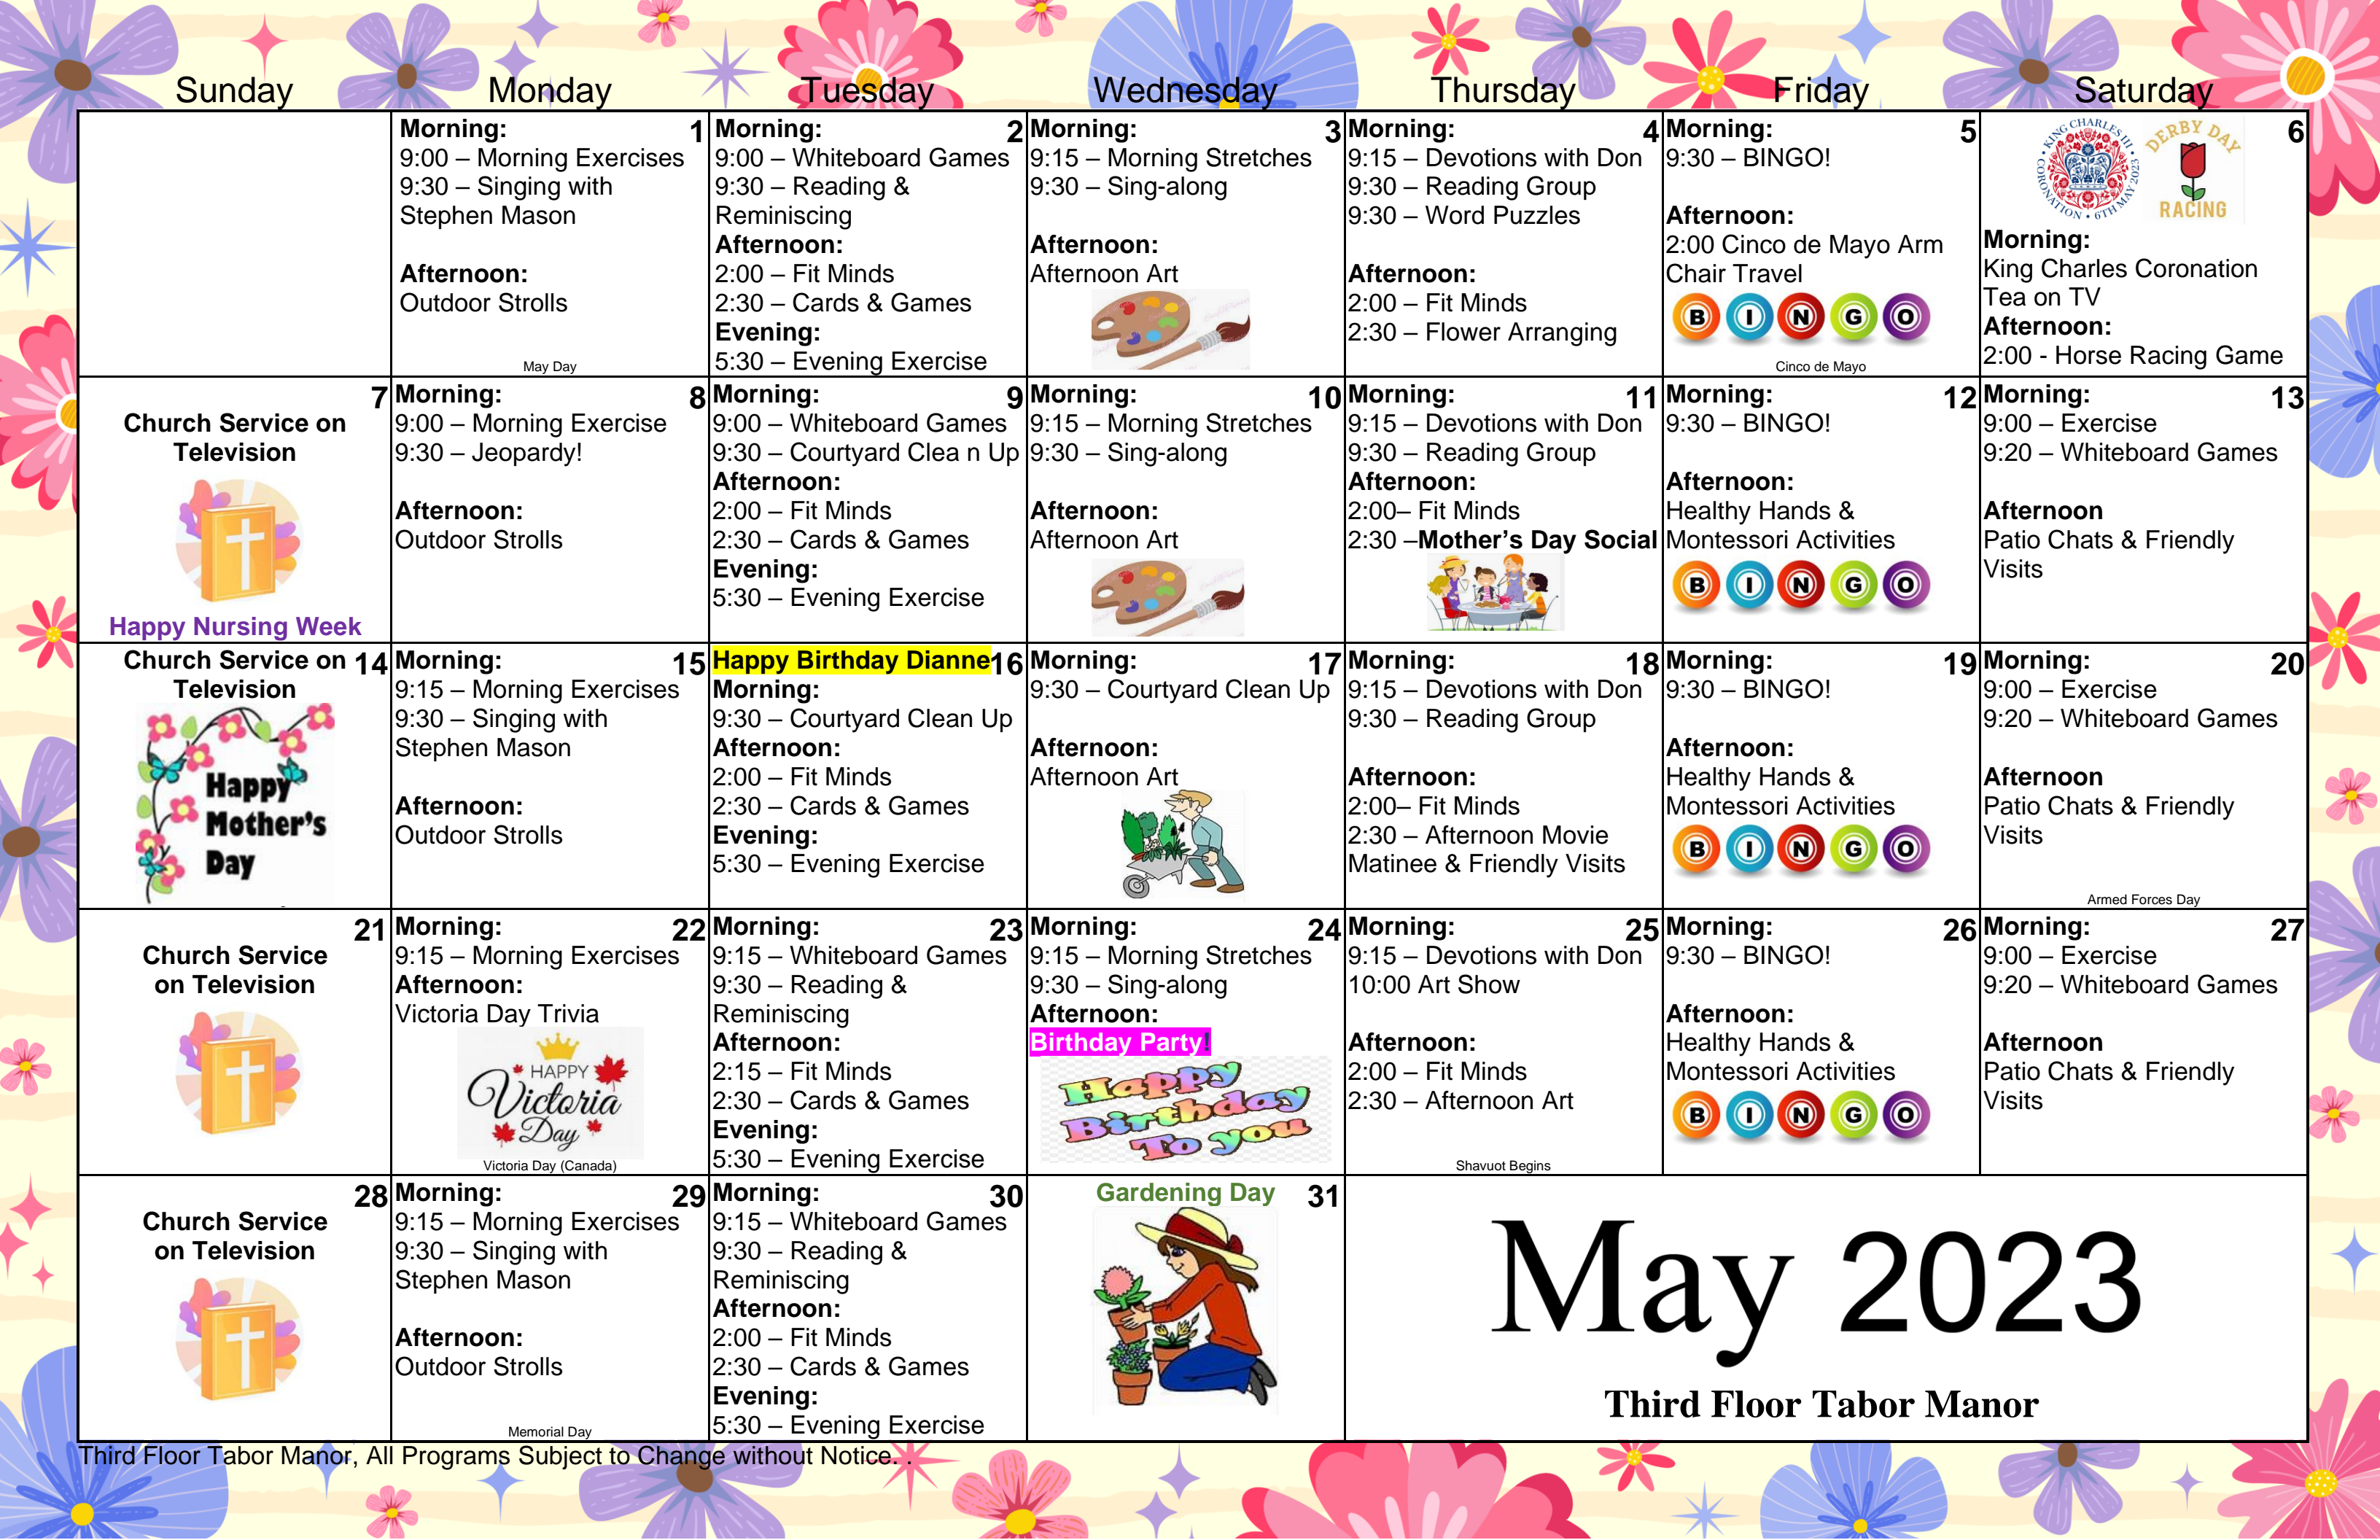 Sunday
Monday
Tuesday
Wednesday
Thursday
Friday
Saturday
Morning: 1
9:00 – Morning Exercises
9:30 – Singing with
Stephen Mason
Afternoon:
Outdoor Strolls
May Day
Morning: 2
9:00 – Whiteboard Games
9:30 – Reading &
Reminiscing
Afternoon:
2:00 – Fit Minds
2:30 – Cards & Games
Evening:
5:30 – Evening Exercise
Morning: 3
9:15 – Morning Stretches
9:30 – Sing-along
Afternoon:
Afternoon Art
Morning: 4
9:15 – Devotions with Don
9:30 – Reading Group
9:30 – Word Puzzles
Afternoon:
2:00 – Fit Minds
2:30 – Flower Arranging
Morning: 5
9:30 – BINGO!
Afternoon:
2:00 Cinco de Mayo Arm
Chair Travel
B I N G O
Cinco de Mayo
6
KING CHARLES III • CORONATION • 6TH MAY 2023 •
DERBY DAY
RACING
Morning:
King Charles Coronation
Tea on TV
Afternoon:
2:00 - Horse Racing Game
7
Church Service on
Television
Happy Nursing Week
Morning: 8
9:00 – Morning Exercise
9:30 – Jeopardy!
Afternoon:
Outdoor Strolls
Morning: 9
9:00 – Whiteboard Games
9:30 – Courtyard Clea n Up
Afternoon:
2:00 – Fit Minds
2:30 – Cards & Games
Evening:
5:30 – Evening Exercise
Morning: 10
9:15 – Morning Stretches
9:30 – Sing-along
Afternoon:
Afternoon Art
Morning: 11
9:15 – Devotions with Don
9:30 – Reading Group
Afternoon:
2:00– Fit Minds
2:30 –Mother's Day Social
Morning: 12
9:30 – BINGO!
Afternoon:
Healthy Hands &
Montessori Activities
B I N G O
Morning: 13
9:00 – Exercise
9:20 – Whiteboard Games
Afternoon
Patio Chats & Friendly
Visits
Church Service on 14
Television
Happy
Mother's
Day
Morning: 15
9:15 – Morning Exercises
9:30 – Singing with
Stephen Mason
Afternoon:
Outdoor Strolls
Happy Birthday Dianne 16
Morning:
9:30 – Courtyard Clean Up
Afternoon:
2:00 – Fit Minds
2:30 – Cards & Games
Evening:
5:30 – Evening Exercise
Morning: 17
9:30 – Courtyard Clean Up
Afternoon:
Afternoon Art
Morning: 18
9:15 – Devotions with Don
9:30 – Reading Group
Afternoon:
2:00– Fit Minds
2:30 – Afternoon Movie
Matinee & Friendly Visits
Morning: 19
9:30 – BINGO!
Afternoon:
Healthy Hands &
Montessori Activities
B I N G O
Morning: 20
9:00 – Exercise
9:20 – Whiteboard Games
Afternoon
Patio Chats & Friendly
Visits
Armed Forces Day
21
Church Service
on Television
Morning: 22
9:15 – Morning Exercises
Afternoon:
Victoria Day Trivia
HAPPY
Victoria
Day
Victoria Day (Canada)
Morning: 23
9:15 – Whiteboard Games
9:30 – Reading &
Reminiscing
Afternoon:
2:15 – Fit Minds
2:30 – Cards & Games
Evening:
5:30 – Evening Exercise
Morning: 24
9:15 – Morning Stretches
9:30 – Sing-along
Afternoon:
Birthday Party!
Happy
Birthday
To you
Morning: 25
9:15 – Devotions with Don
10:00 Art Show
Afternoon:
2:00 – Fit Minds
2:30 – Afternoon Art
Shavuot Begins
Morning: 26
9:30 – BINGO!
Afternoon:
Healthy Hands &
Montessori Activities
B I N G O
Morning: 27
9:00 – Exercise
9:20 – Whiteboard Games
Afternoon
Patio Chats & Friendly
Visits
28
Church Service
on Television
Morning: 29
9:15 – Morning Exercises
9:30 – Singing with
Stephen Mason
Afternoon:
Outdoor Strolls
Memorial Day
Morning: 30
9:15 – Whiteboard Games
9:30 – Reading &
Reminiscing
Afternoon:
2:00 – Fit Minds
2:30 – Cards & Games
Evening:
5:30 – Evening Exercise
Gardening Day 31
May 2023
Third Floor Tabor Manor
Third Floor Tabor Manor, All Programs Subject to Change without Notice. .